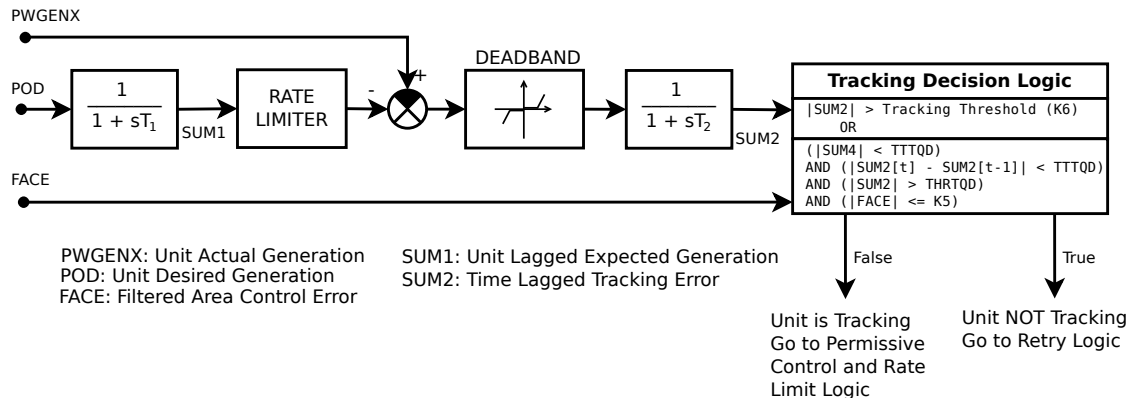 PWGENX
POD
1
1 + sT1
SUM1
RATE
LIMITER
-
+
DEADBAND
1
1 + sT2
SUM2
FACE
Tracking Decision Logic
|SUM2| > Tracking Threshold (K6)
OR
(|SUM4| < TTTQD)
AND (|SUM2[t] - SUM2[t-1]| < TTTQD)
AND (|SUM2| > THRTQD)
AND (|FACE| <= K5)
False
True
PWGENX: Unit Actual Generation
POD: Unit Desired Generation
FACE: Filtered Area Control Error
SUM1: Unit Lagged Expected Generation
SUM2: Time Lagged Tracking Error
Unit is Tracking
Go to Permissive
Control and Rate
Limit Logic
Unit NOT Tracking
Go to Retry Logic